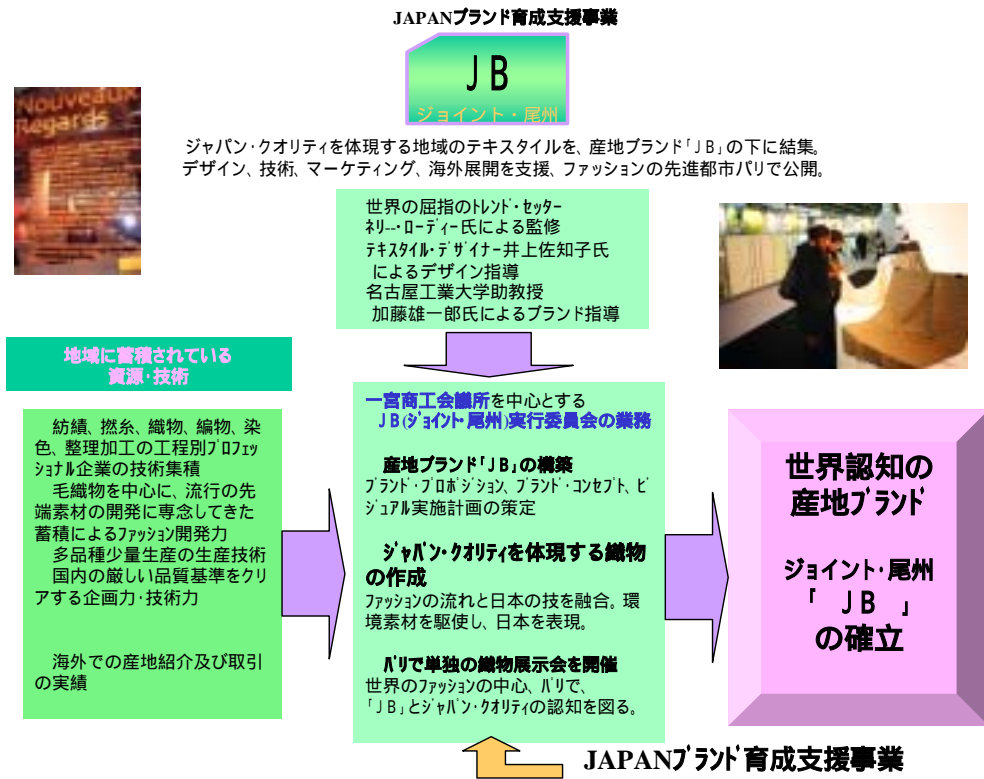 JAPANブランド育成支援事業
ＪＢ
ジョイント・尾州
Nouveaux
Regards
ジャパン・クオリティを体現する地域のテキスタイルを、産地ブランド「ＪＢ」の下に結集。
デザイン、技術、マーケティング、海外展開を支援、ファッションの先進都市パリで公開。
世界の屈指のトレンド・セッター
ネリ--・ローディー氏による監修
テキスタイル・デザイナー井上佐知子氏
によるデザイン指導
名古屋工業大学助教授
加藤雄一郎氏によるブランド指導
地域に蓄積されている
資源・技術
紡績、撚糸、織物、編物、染
色、整理加工の工程別プロフェッ
ショナル企業の技術集積
毛織物を中心に、流行の先
端素材の開発に専念してきた
蓄積によるファッション開発力
多品種少量生産の生産技術
国内の厳しい品質基準をクリ
アする企画力・技術力
海外での産地紹介及び取引
の実績
一宮商工会議所を中心とする
ＪＢ(ジョイント・尾州)実行委員会の業務
産地ブランド「ＪＢ」の構築
ブランド・プロポジション、ブランド・コンセプト、ビ
ジュアル実施計画の策定
ジャパン・クオリティを体現する織物
の作成
ファッションの流れと日本の技を融合。環
境素材を駆使し、日本を表現。
パリで単独の織物展示会を開催
世界のファッションの中心、パリで、
「ＪＢ」とジャパン・クオリティの認知を図る。
世界認知の
産地ブランド
ジョイント・尾州
「　ＪＢ　」
の確立
JAPANブランド育成支援事業